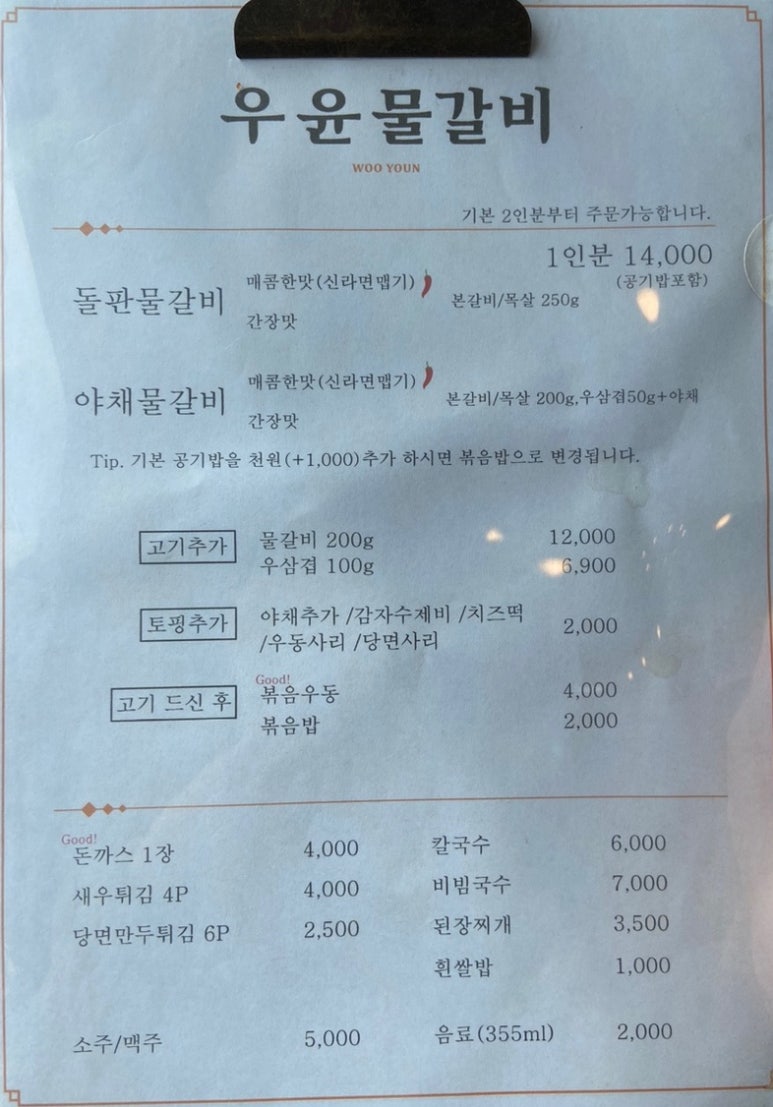 우윤물갈비
WOO YOUN
기본 2인분부터 주문가능합니다.
1인분 14,000
(공기밥포함)
돌판물갈비
매콤한맛(신라면맵기)
간장맛
본갈비/목살 250g
야채물갈비
매콤한맛(신라면맵기)
간장맛
본갈비/목살 200g,우삼겹50g+야채
Tip. 기본 공기밥을 천원(+1,000)추가 하시면 볶음밥으로 변경됩니다.
고기추가
물갈비 200g 12,000
우삼겹 100g 6,900
토핑추가
야채추가 /감자수제비 /치즈떡
/우동사리 /당면사리
2,000
고기 드신 후
Good!
볶음우동 4,000
볶음밥 2,000
Good!
돈까스 1장 4,000
새우튀김 4P 4,000
당면만두튀김 6P 2,500
칼국수 6,000
비빔국수 7,000
된장찌개 3,500
흰쌀밥 1,000
소주/맥주 5,000
음료(355ml) 2,000